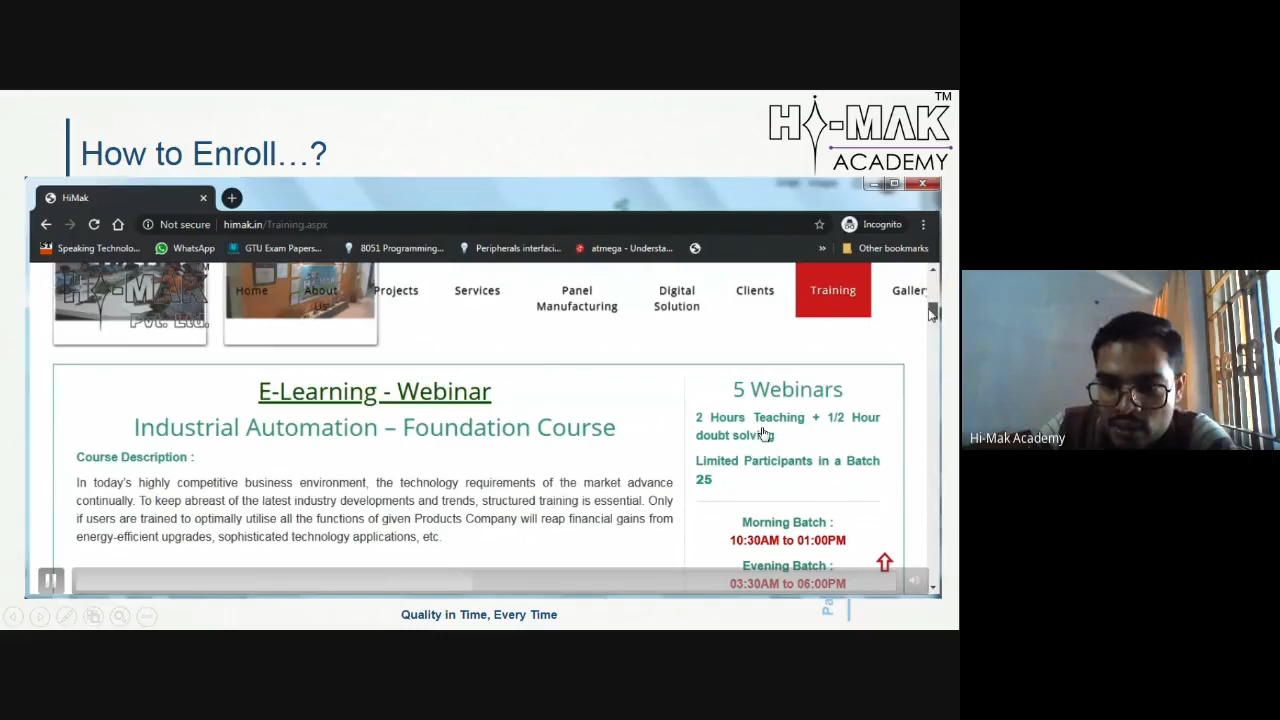 TM
HI-MAK
ACADEMY
How to Enroll…?
HiMak
Not secure himak.in/Training.aspx Incognito
Speaking Technolo... WhatsApp GTU Exam Papers... 8051 Programming... Peripherals interfaci... atmega - Understa... » Other bookmarks
HI-MAK
Pvt. Ltd.
Home About Us Projects Services Panel Manufacturing Digital Solution Clients Training Gallery
E-Learning - Webinar
Industrial Automation – Foundation Course
Course Description :
In today's highly competitive business environment, the technology requirements of the market advance
continually. To keep abreast of the latest industry developments and trends, structured training is essential. Only
if users are trained to optimally utilise all the functions of given Products Company will reap financial gains from
energy-efficient upgrades, sophisticated technology applications, etc.
5 Webinars
2 Hours Teaching + 1/2 Hour
doubt solving
Limited Participants in a Batch
25
Morning Batch :
10:30AM to 01:00PM
Evening Batch :
03:30AM to 06:00PM
Quality in Time, Every Time
Hi-Mak Academy